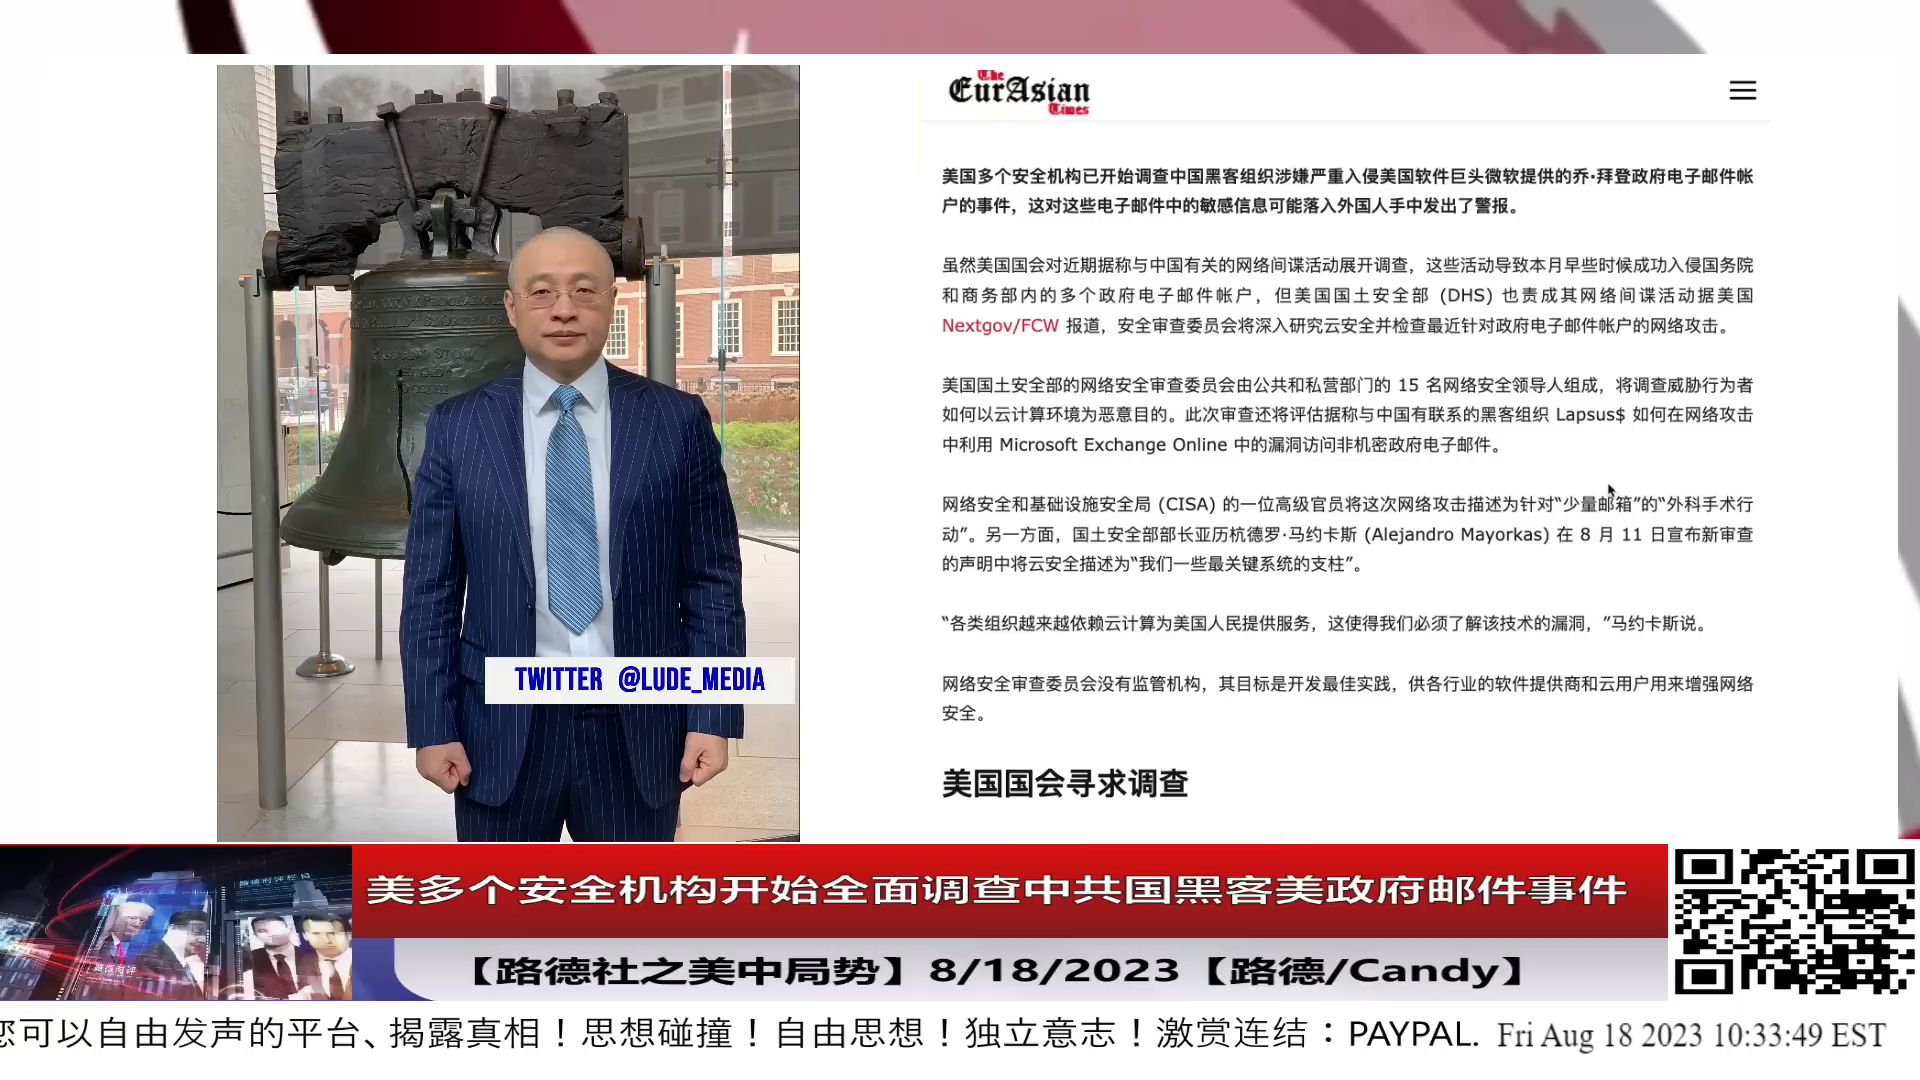 The
EurAsian
Times
美国多个安全机构已开始调查中国黑客组织涉嫌严重入侵美国软件巨头微软提供的乔·拜登政府电子邮件帐
户的事件，这对这些电子邮件中的敏感信息可能落入外国人手中发出了警报。
虽然美国国会对近期据称与中国有关的网络间谍活动展开调查，这些活动导致本月早些时候成功入侵国务院
和商务部内的多个政府电子邮件帐户，但美国国土安全部 (DHS) 也责成其网络间谍活动据美国
Nextgov/FCW 报道，安全审查委员会将深入研究云安全并检查最近针对政府电子邮件帐户的网络攻击。
美国国土安全部的网络安全审查委员会由公共和私营部门的 15 名网络安全领导人组成，将调查威胁行为者
如何以云计算环境为恶意目的。此次审查还将评估据称与中国有联系的黑客组织 Lapsus$ 如何在网络攻击
中利用 Microsoft Exchange Online 中的漏洞访问非机密政府电子邮件。
网络安全和基础设施安全局 (CISA) 的一位高级官员将这次网络攻击描述为针对“少量邮箱”的“外科手术行
动”。另一方面，国土安全部部长亚历杭德罗·马约卡斯 (Alejandro Mayorkas) 在 8 月 11 日宣布新审查
的声明中将云安全描述为“我们一些最关键系统的支柱”。
“各类组织越来越依赖云计算为美国人民提供服务，这使得我们必须了解该技术的漏洞，”马约卡斯说。
网络安全审查委员会没有监管机构，其目标是开发最佳实践，供各行业的软件提供商和云用户用来增强网络
安全。
美国国会寻求调查
TWITTER @LUDE_MEDIA
PASS AND STOW
美多个安全机构开始全面调查中共国黑客美政府邮件事件
【路德社之美中局势】8/18/2023【路德/Candy】
您可以自由发声的平台、揭露真相！思想碰撞！自由思想！独立意志！激赏连结：PAYPAL.
Fri Aug 18 2023 10:33:49 EST